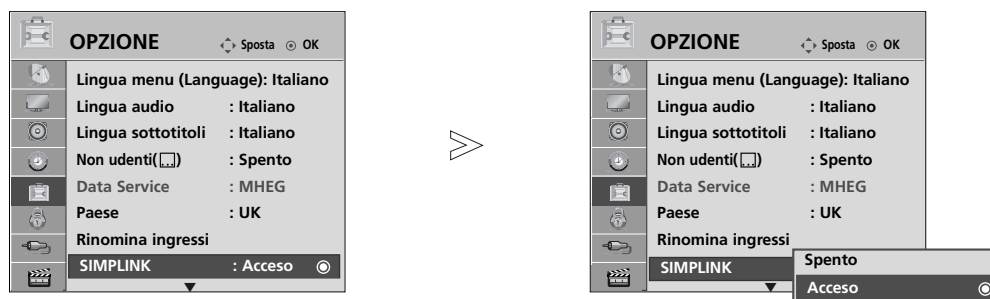 OPZIONE Sposta OK
Lingua menu (Language): Italiano
Lingua audio : Italiano
Lingua sottotitoli : Italiano
Non udenti( ) : Spento
Data Service : MHEG
Paese : UK
Rinomina ingressi
SIMPLINK : Acceso
OPZIONE Sposta OK
Lingua menu (Language): Italiano
Lingua audio : Italiano
Lingua sottotitoli : Italiano
Non udenti( ) : Spento
Data Service : MHEG
Paese : UK
Rinomina ingressi
SIMPLINK
Spento
Acceso